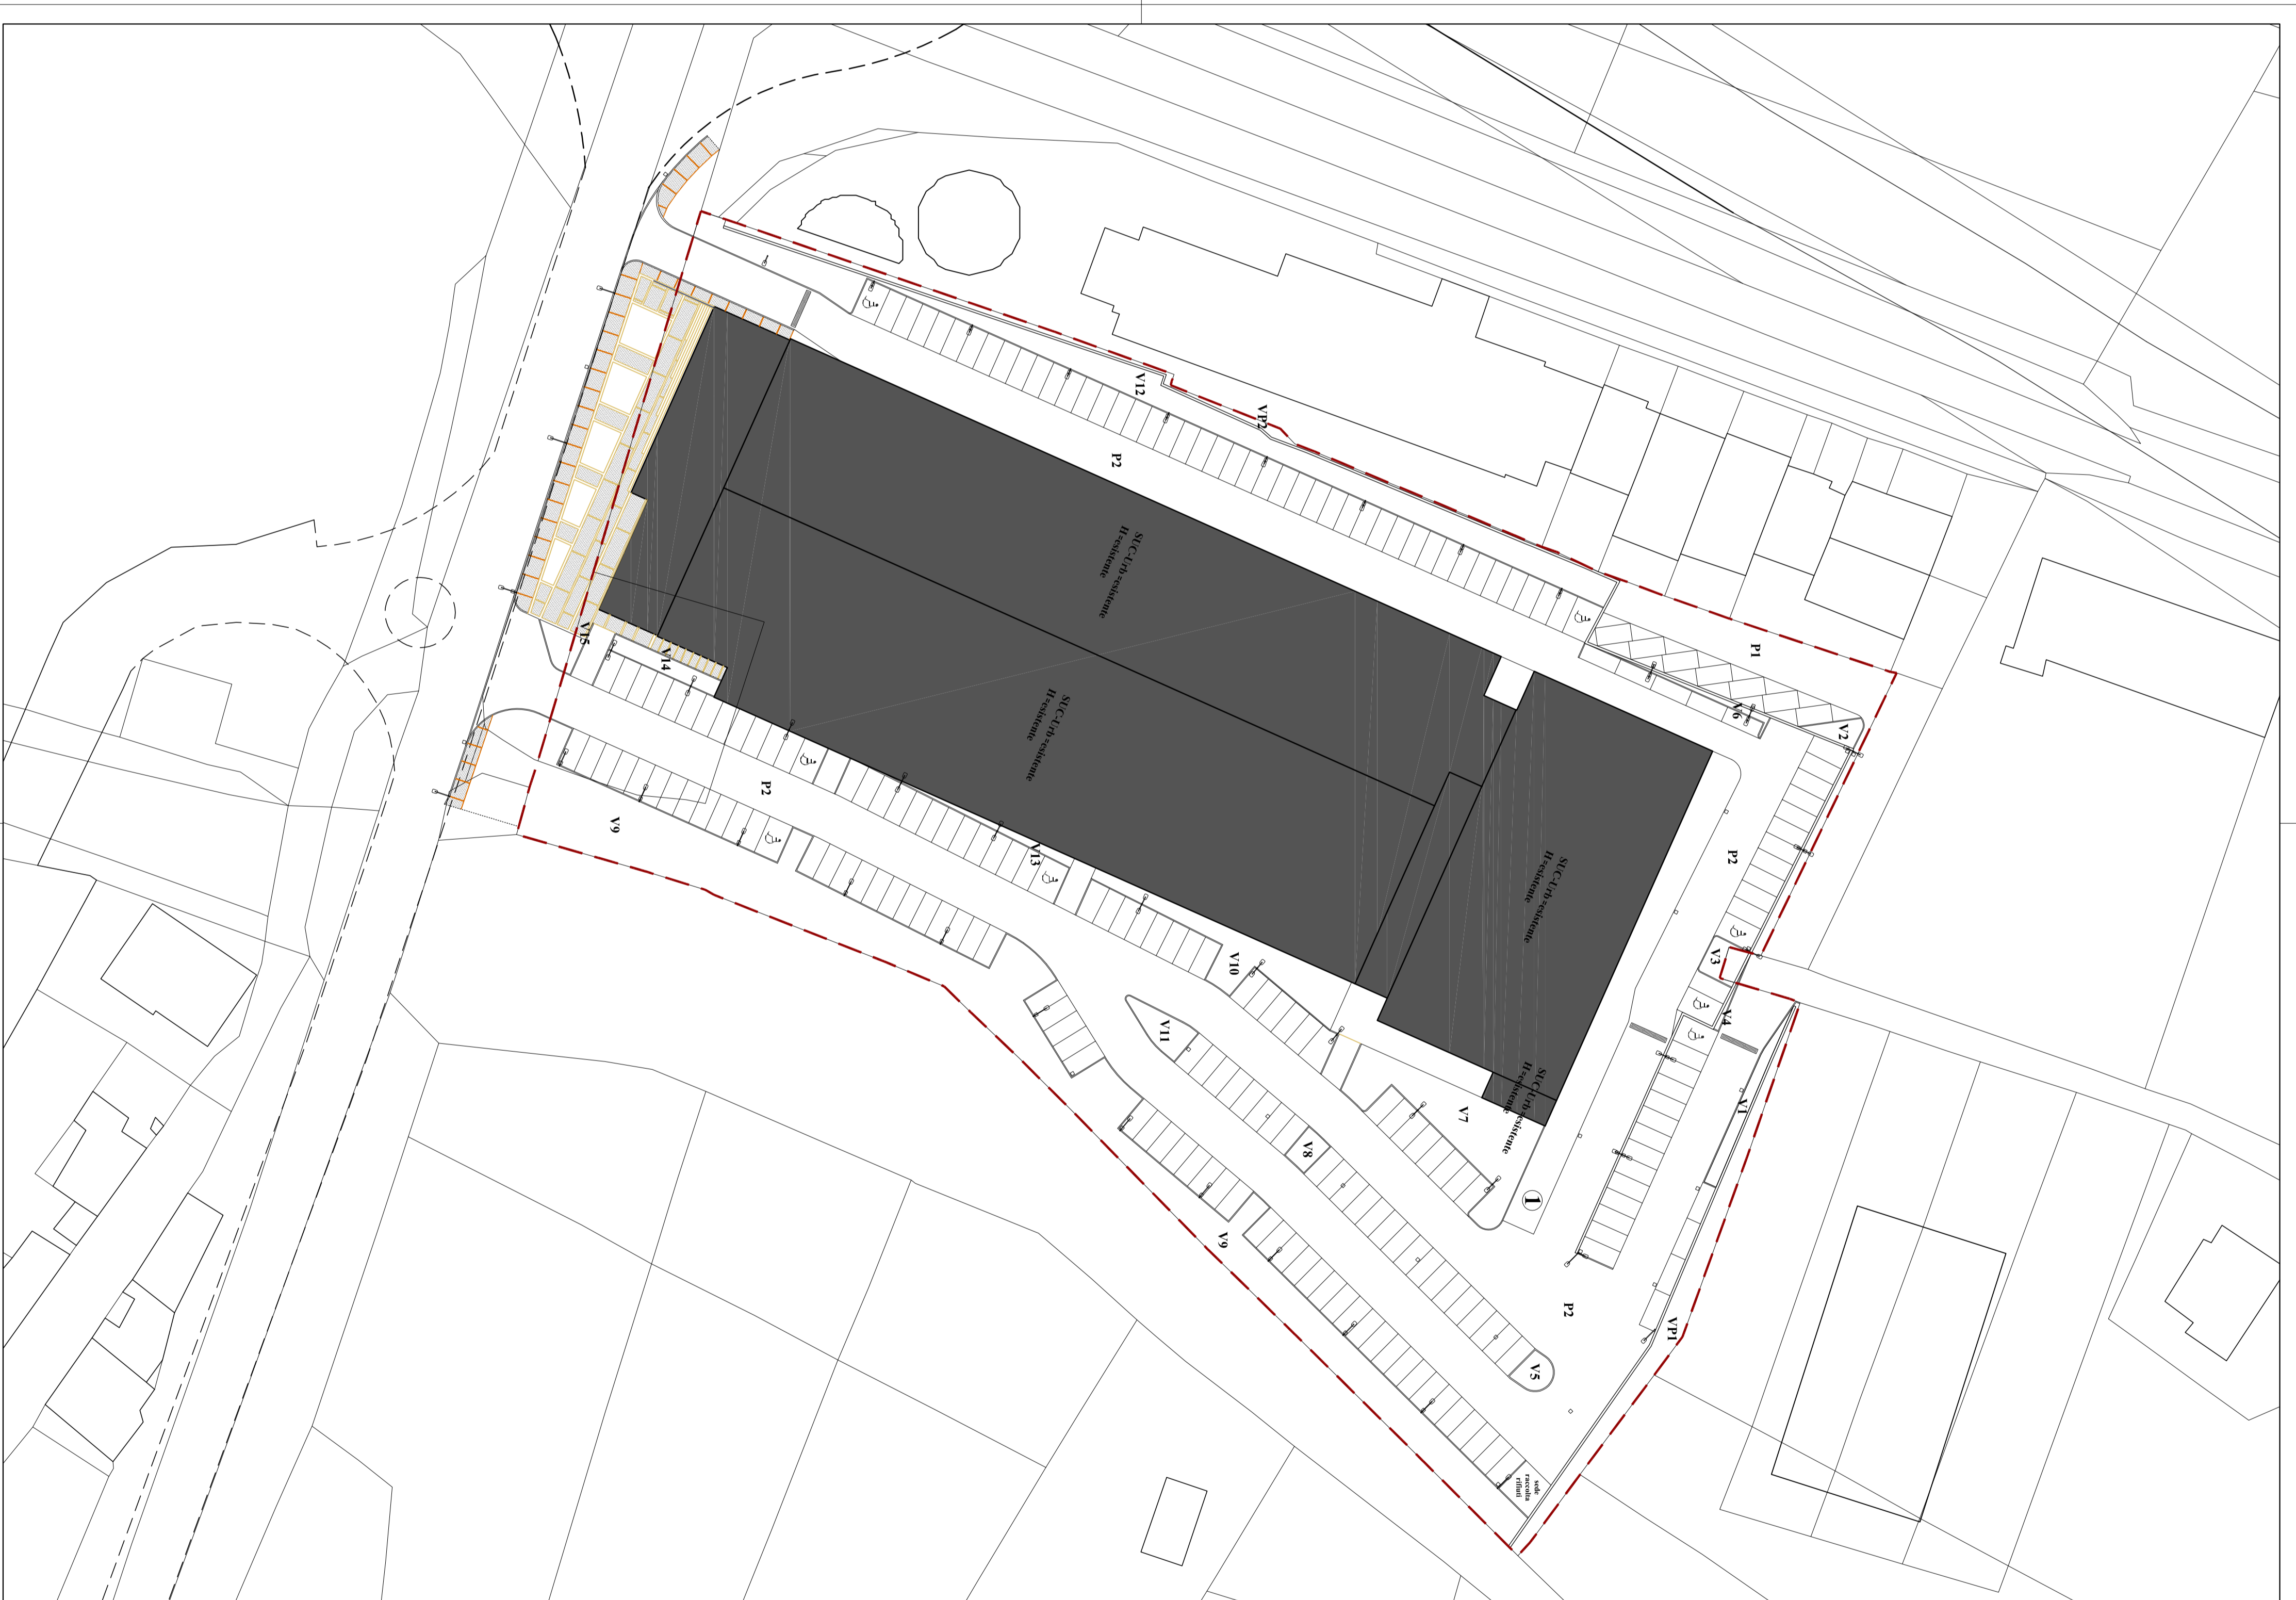 V12
VP2
P2
SUC-Urb=esistente
H=esistente
P1
V6
V2
V15
V14
SUC-Urb=esistente
H=esistente
P2
V9
V13
P2
SUC-Urb=esistente
H=esistente
V3
V4
V10
V11
V8
V7
SUC-Urb=esistente
H=esistente
V1
1
V9
P2
VP1
V5
sede
raccolta
rifiuti